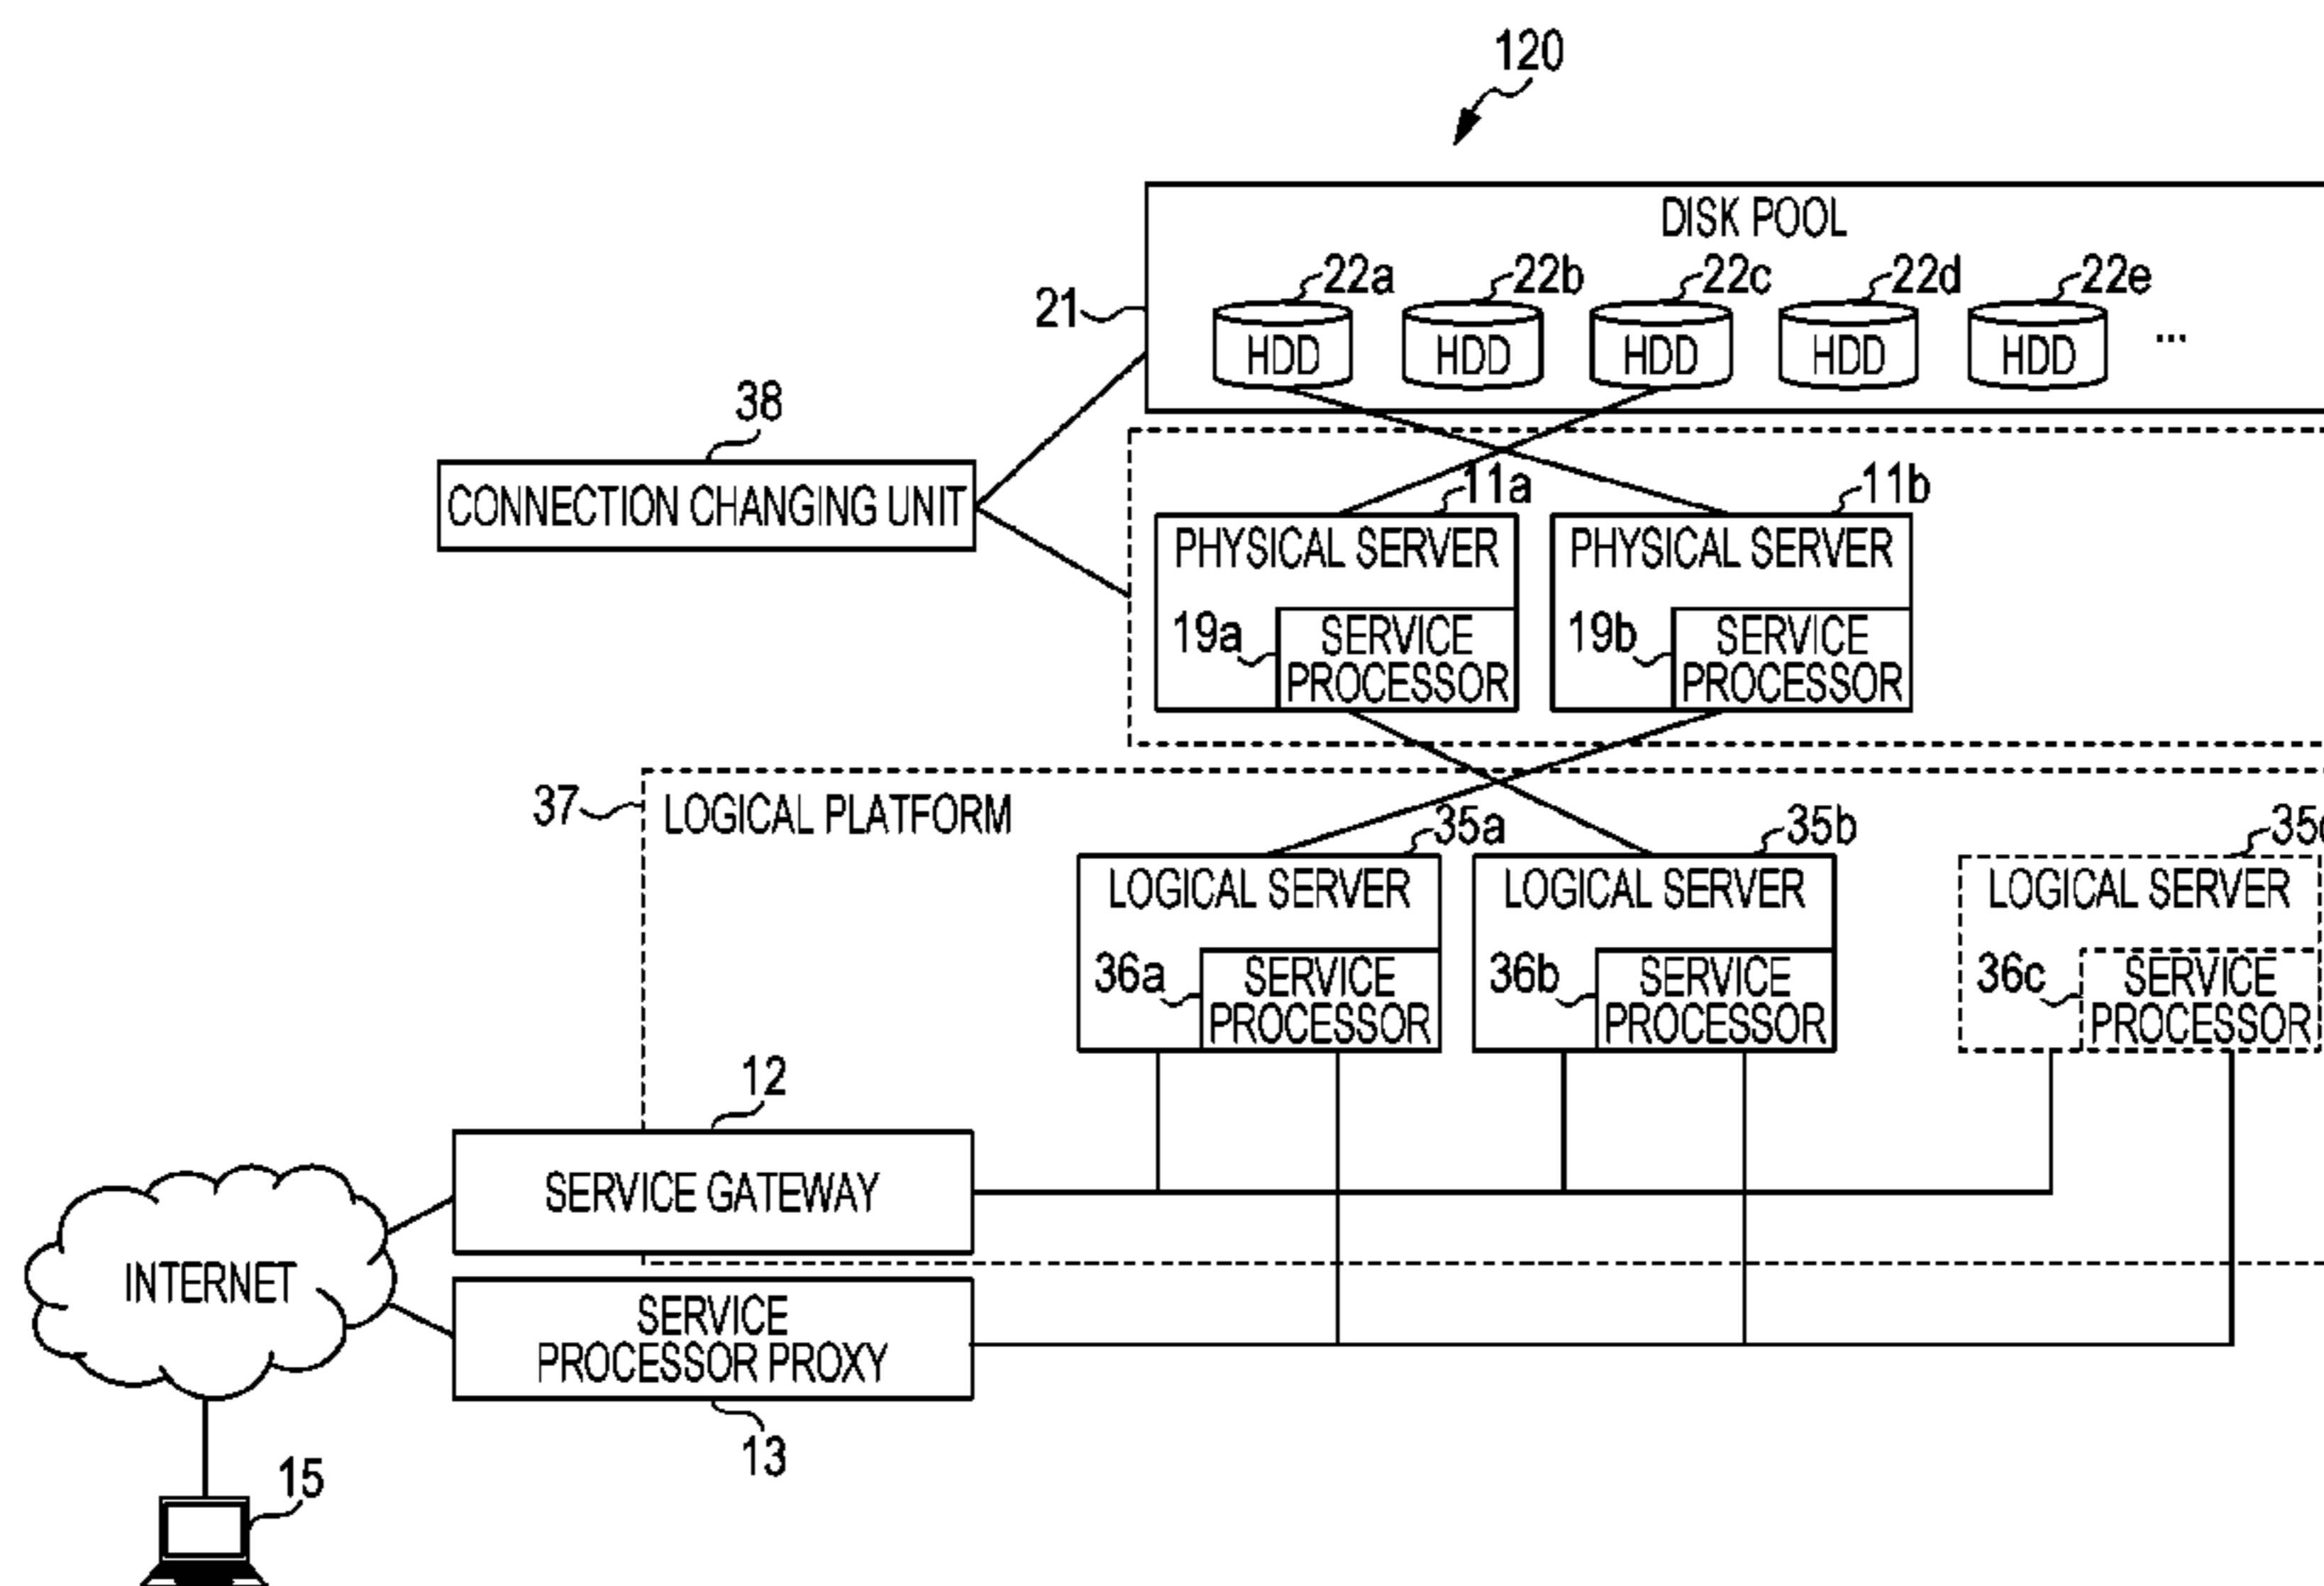 120
DISK POOL
22a 22b 22c 22d 22e
21
HDD HDD HDD HDD HDD ...
38
CONNECTION CHANGING UNIT
11a 11b
PHYSICAL SERVER PHYSICAL SERVER
19a SERVICE 19b SERVICE
PROCESSOR PROCESSOR
37 LOGICAL PLATFORM
35a 35b
LOGICAL SERVER LOGICAL SERVER LOGICAL SERVER
36a SERVICE 36b SERVICE 36c SERVICE
PROCESSOR PROCESSOR PROCESSOR
12
SERVICE GATEWAY
INTERNET
SERVICE
PROCESSOR PROXY
13
15